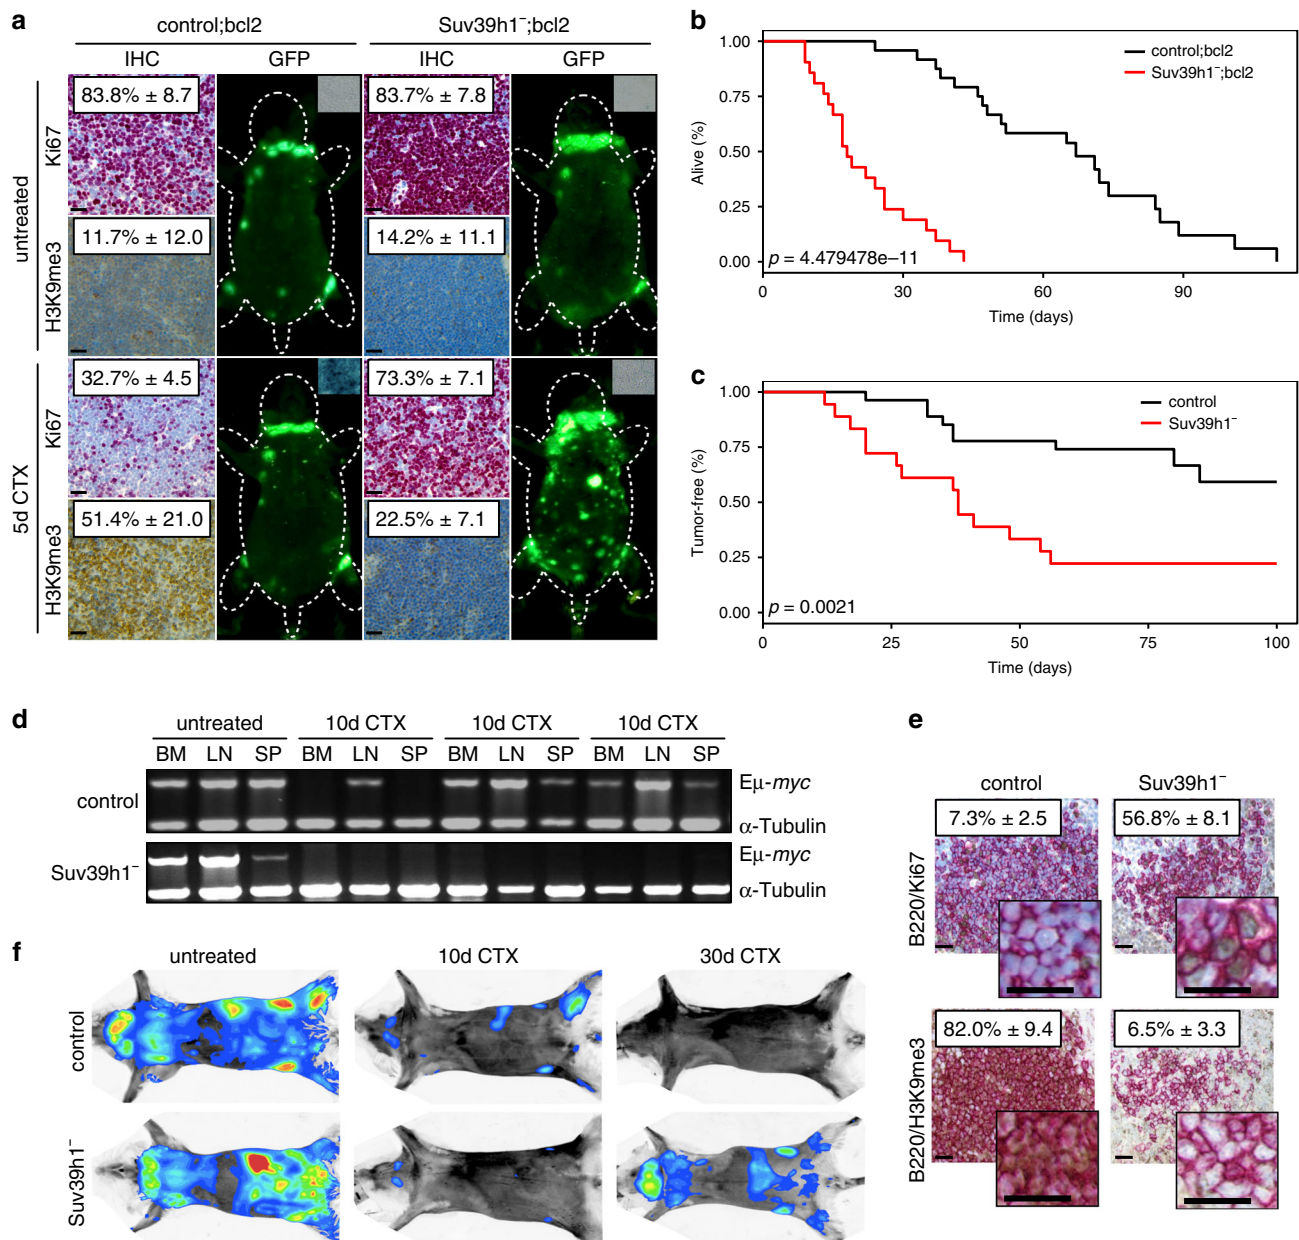 a
control;bcl2
Suv39h1⁻;bcl2
IHC GFP IHC GFP
untreated
Ki67
83.8% ± 8.7
83.7% ± 7.8
H3K9me3
11.7% ± 12.0
14.2% ± 11.1
5d CTX
Ki67
32.7% ± 4.5
73.3% ± 7.1
H3K9me3
51.4% ± 21.0
22.5% ± 7.1
b
Alive (%)
1.00
0.75
0.50
0.25
0.00
control;bcl2
Suv39h1⁻;bcl2
p = 4.479478e–11
0 30 60 90
Time (days)
c
Tumor-free (%)
1.00
0.75
0.50
0.25
0.00
control
Suv39h1⁻
p = 0.0021
0 25 50 75 100
Time (days)
d
untreated 10d CTX 10d CTX 10d CTX
BM LN SP BM LN SP BM LN SP BM LN SP
control
Eμ-myc
α-Tubulin
Suv39h1⁻
Eμ-myc
α-Tubulin
e
control Suv39h1⁻
B220/Ki67
7.3% ± 2.5
56.8% ± 8.1
B220/H3K9me3
82.0% ± 9.4
6.5% ± 3.3
f
untreated 10d CTX 30d CTX
control
Suv39h1⁻